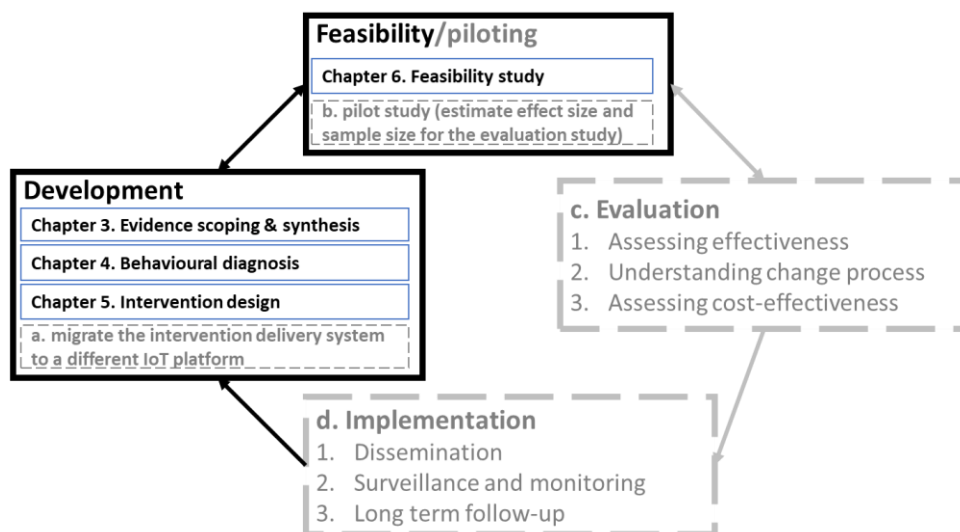 Feasibility/piloting
Chapter 6. Feasibility study
b. pilot study (estimate effect size and
sample size for the evaluation study)
Development
Chapter 3. Evidence scoping & synthesis
Chapter 4. Behavioural diagnosis
Chapter 5. Intervention design
a. migrate the intervention delivery system
to a different IoT platform
c. Evaluation
1. Assessing effectiveness
2. Understanding change process
3. Assessing cost-effectiveness
d. Implementation
1. Dissemination
2. Surveillance and monitoring
3. Long term follow-up